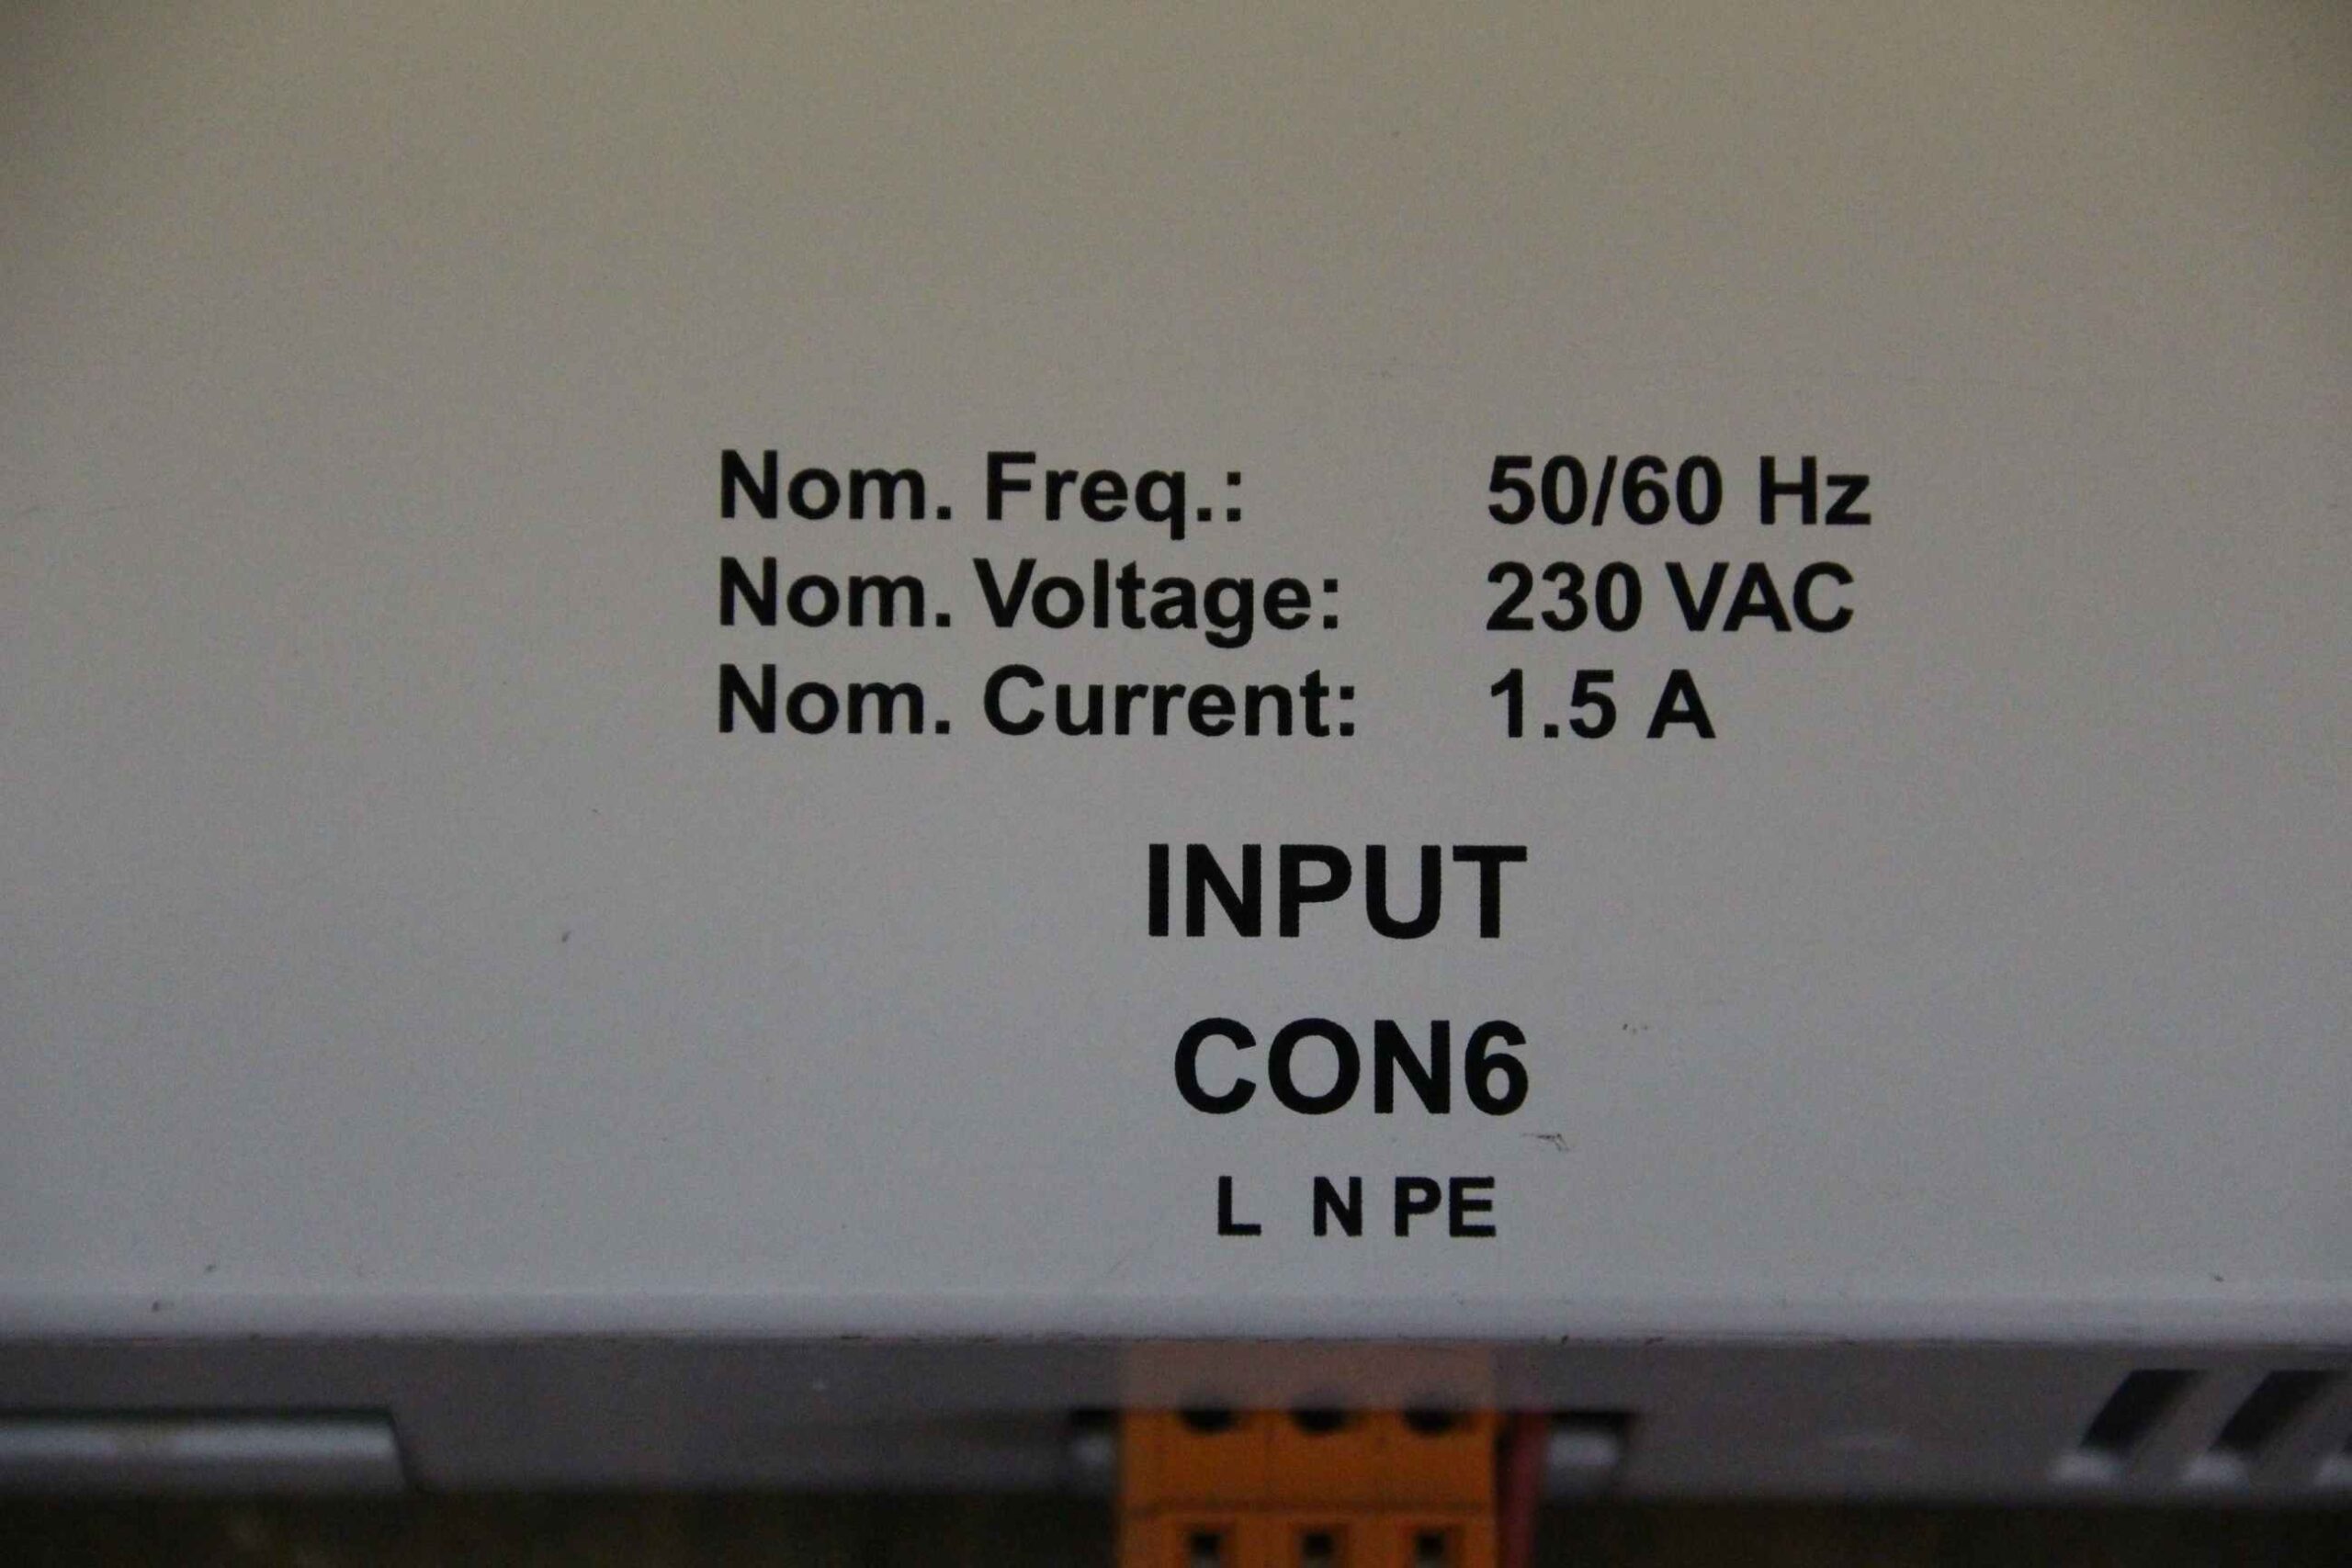 Nom. Freq.: 50/60 Hz
Nom. Voltage: 230 VAC
Nom. Current: 1.5 A
INPUT
CON6
L N PE